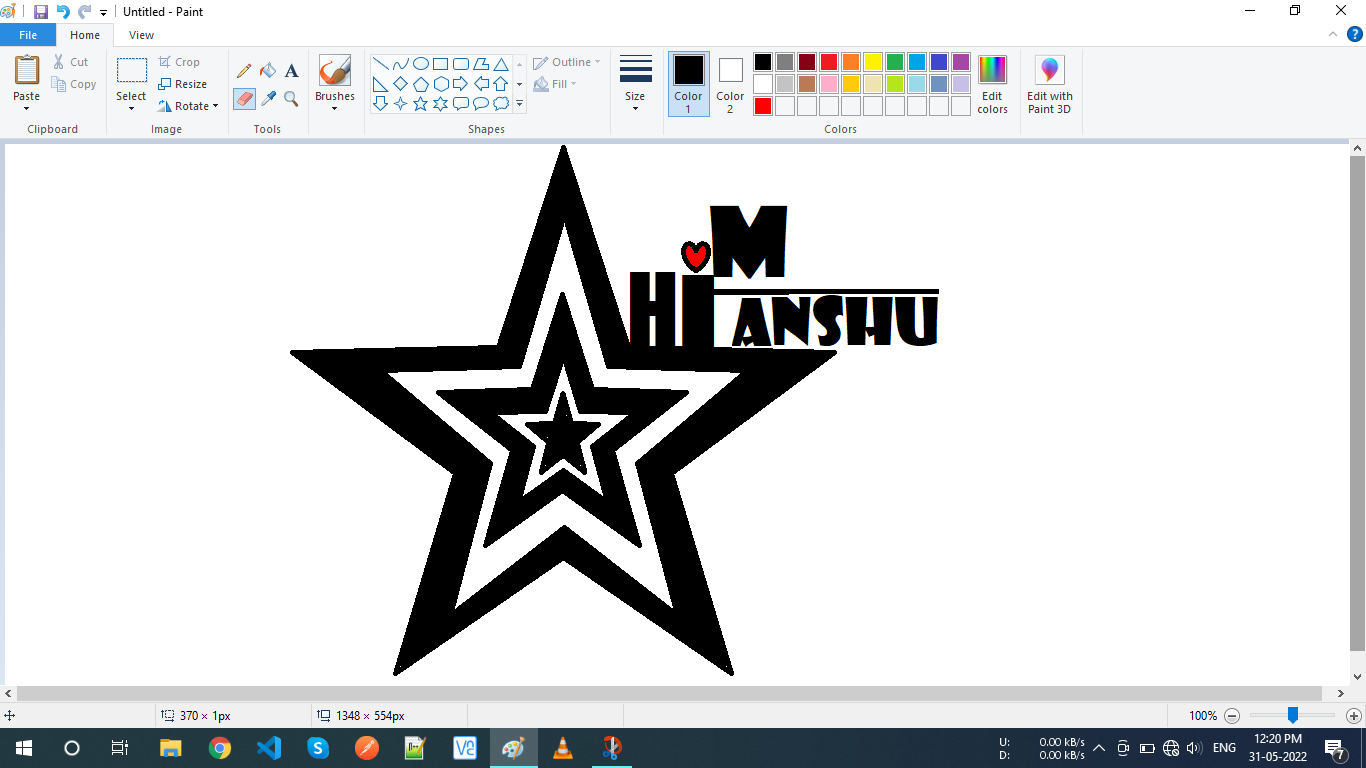 Untitled - Paint
File Home View
Paste
Cut
Copy
Clipboard
Select
Crop
Resize
Rotate
Image
A
Tools
Brushes
Shapes
Outline
Fill
Size
Color 1
Color 2
Colors
Edit colors
Edit with Paint 3D
M
HI
ANSHU
370 × 1px
1348 × 554px
100%
U: 0.00 kB/s
D: 0.00 kB/s
ENG
12:20 PM
31-05-2022
7